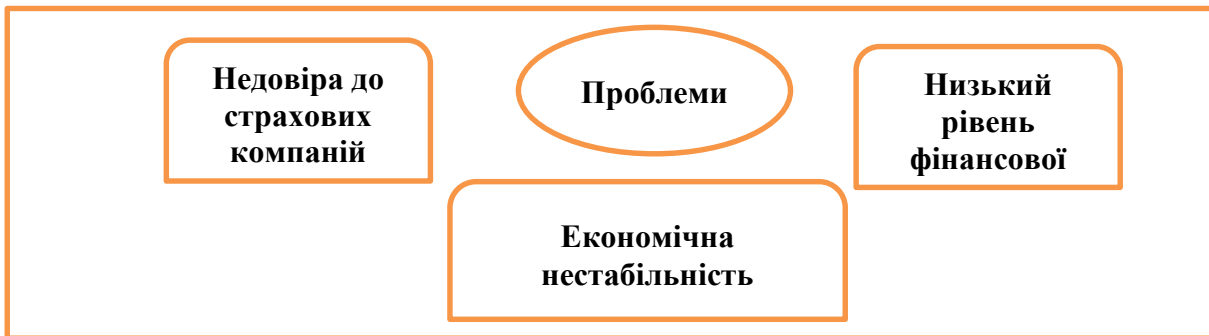 Недовіра до
страхових
компаній
Проблеми
Низький
рівень
фінансової
Економічна
нестабільність